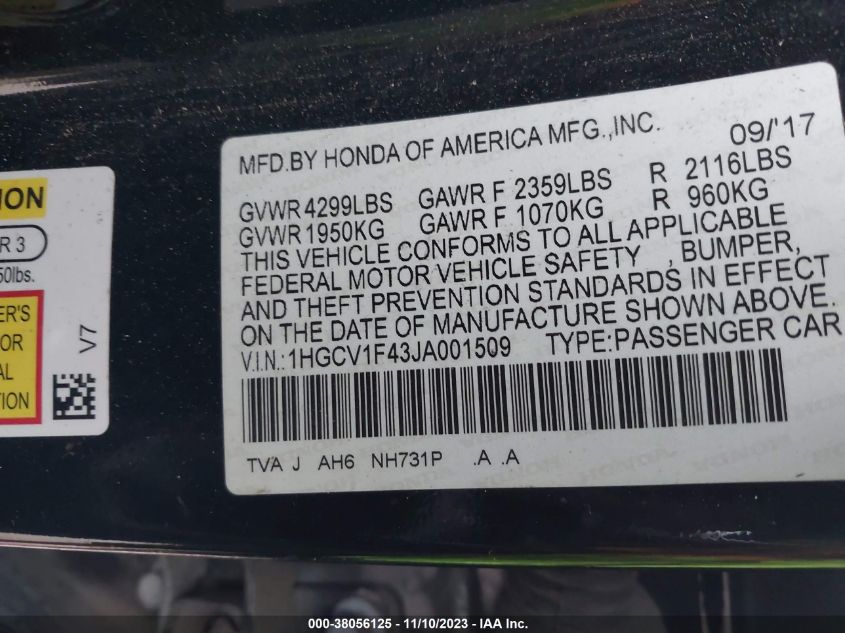 ION
R 3
50lbs.
ER'S
OR
AL
TION
V7
MFD.BY HONDA OF AMERICA MFG.,INC. 09/'17
GVWR 4299LBS GAWR F 2359LBS R 2116LBS
GVWR 1950KG GAWR F 1070KG R 960KG
THIS VEHICLE CONFORMS TO ALL APPLICABLE
FEDERAL MOTOR VEHICLE SAFETY , BUMPER,
AND THEFT PREVENTION STANDARDS IN EFFECT
ON THE DATE OF MANUFACTURE SHOWN ABOVE.
V.I.N.:1HGCV1F43JA001509 TYPE:PASSENGER CAR
TVA J AH6 NH731P .A .A
000-38056125 - 11/10/2023 - IAA Inc.